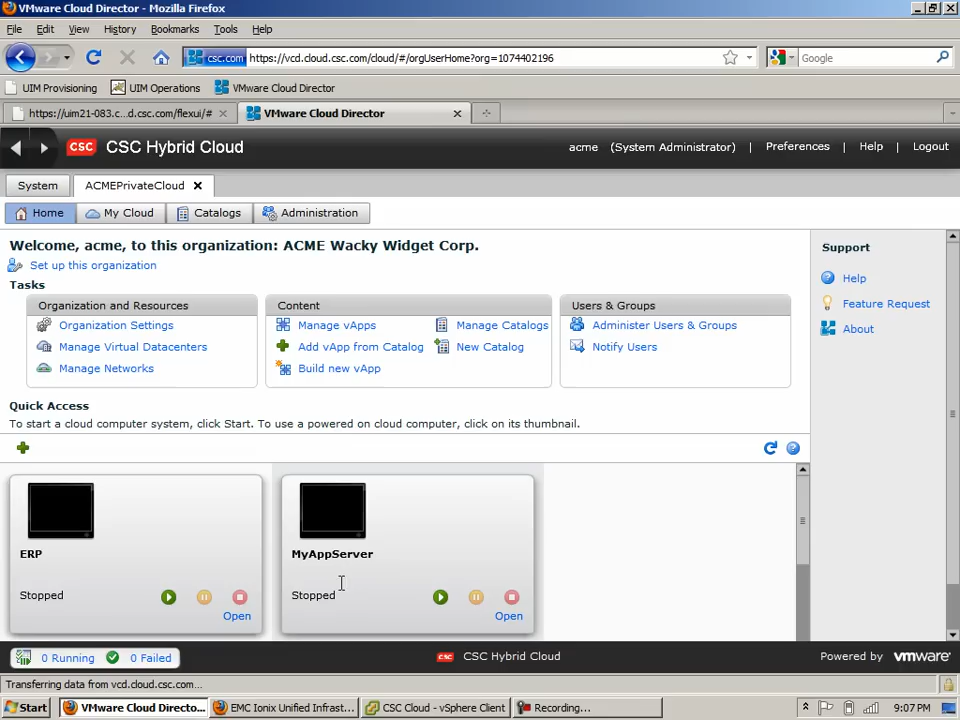 VMware Cloud Director - Mozilla Firefox
File Edit View History Bookmarks Tools Help
csc.com https://vcd.cloud.csc.com/cloud/#/orgUserHome?org=1074402196 Google
UIM Provisioning UIM Operations VMware Cloud Director
https://uim21-083.c...d.csc.com/flexui/# VMware Cloud Director
CSC CSC Hybrid Cloud acme (System Administrator) | Preferences | Help | Logout
System ACMEPrivateCloud
Home My Cloud Catalogs Administration
Welcome, acme, to this organization: ACME Wacky Widget Corp.
Set up this organization
Tasks
Organization and Resources
Organization Settings
Manage Virtual Datacenters
Manage Networks
Content
Manage vApps Manage Catalogs
Add vApp from Catalog New Catalog
Build new vApp
Users & Groups
Administer Users & Groups
Notify Users
Support
Help
Feature Request
About
Quick Access
To start a cloud computer system, click Start. To use a powered on cloud computer, click on its thumbnail.
ERP
Stopped
Open
MyAppServer
Stopped
Open
0 Running 0 Failed csc CSC Hybrid Cloud Powered by vmware
Transferring data from vcd.cloud.csc.com...
Start VMware Cloud Directo... EMC Ionix Unified Infrast... CSC Cloud - vSphere Client Recording... 9:07 PM